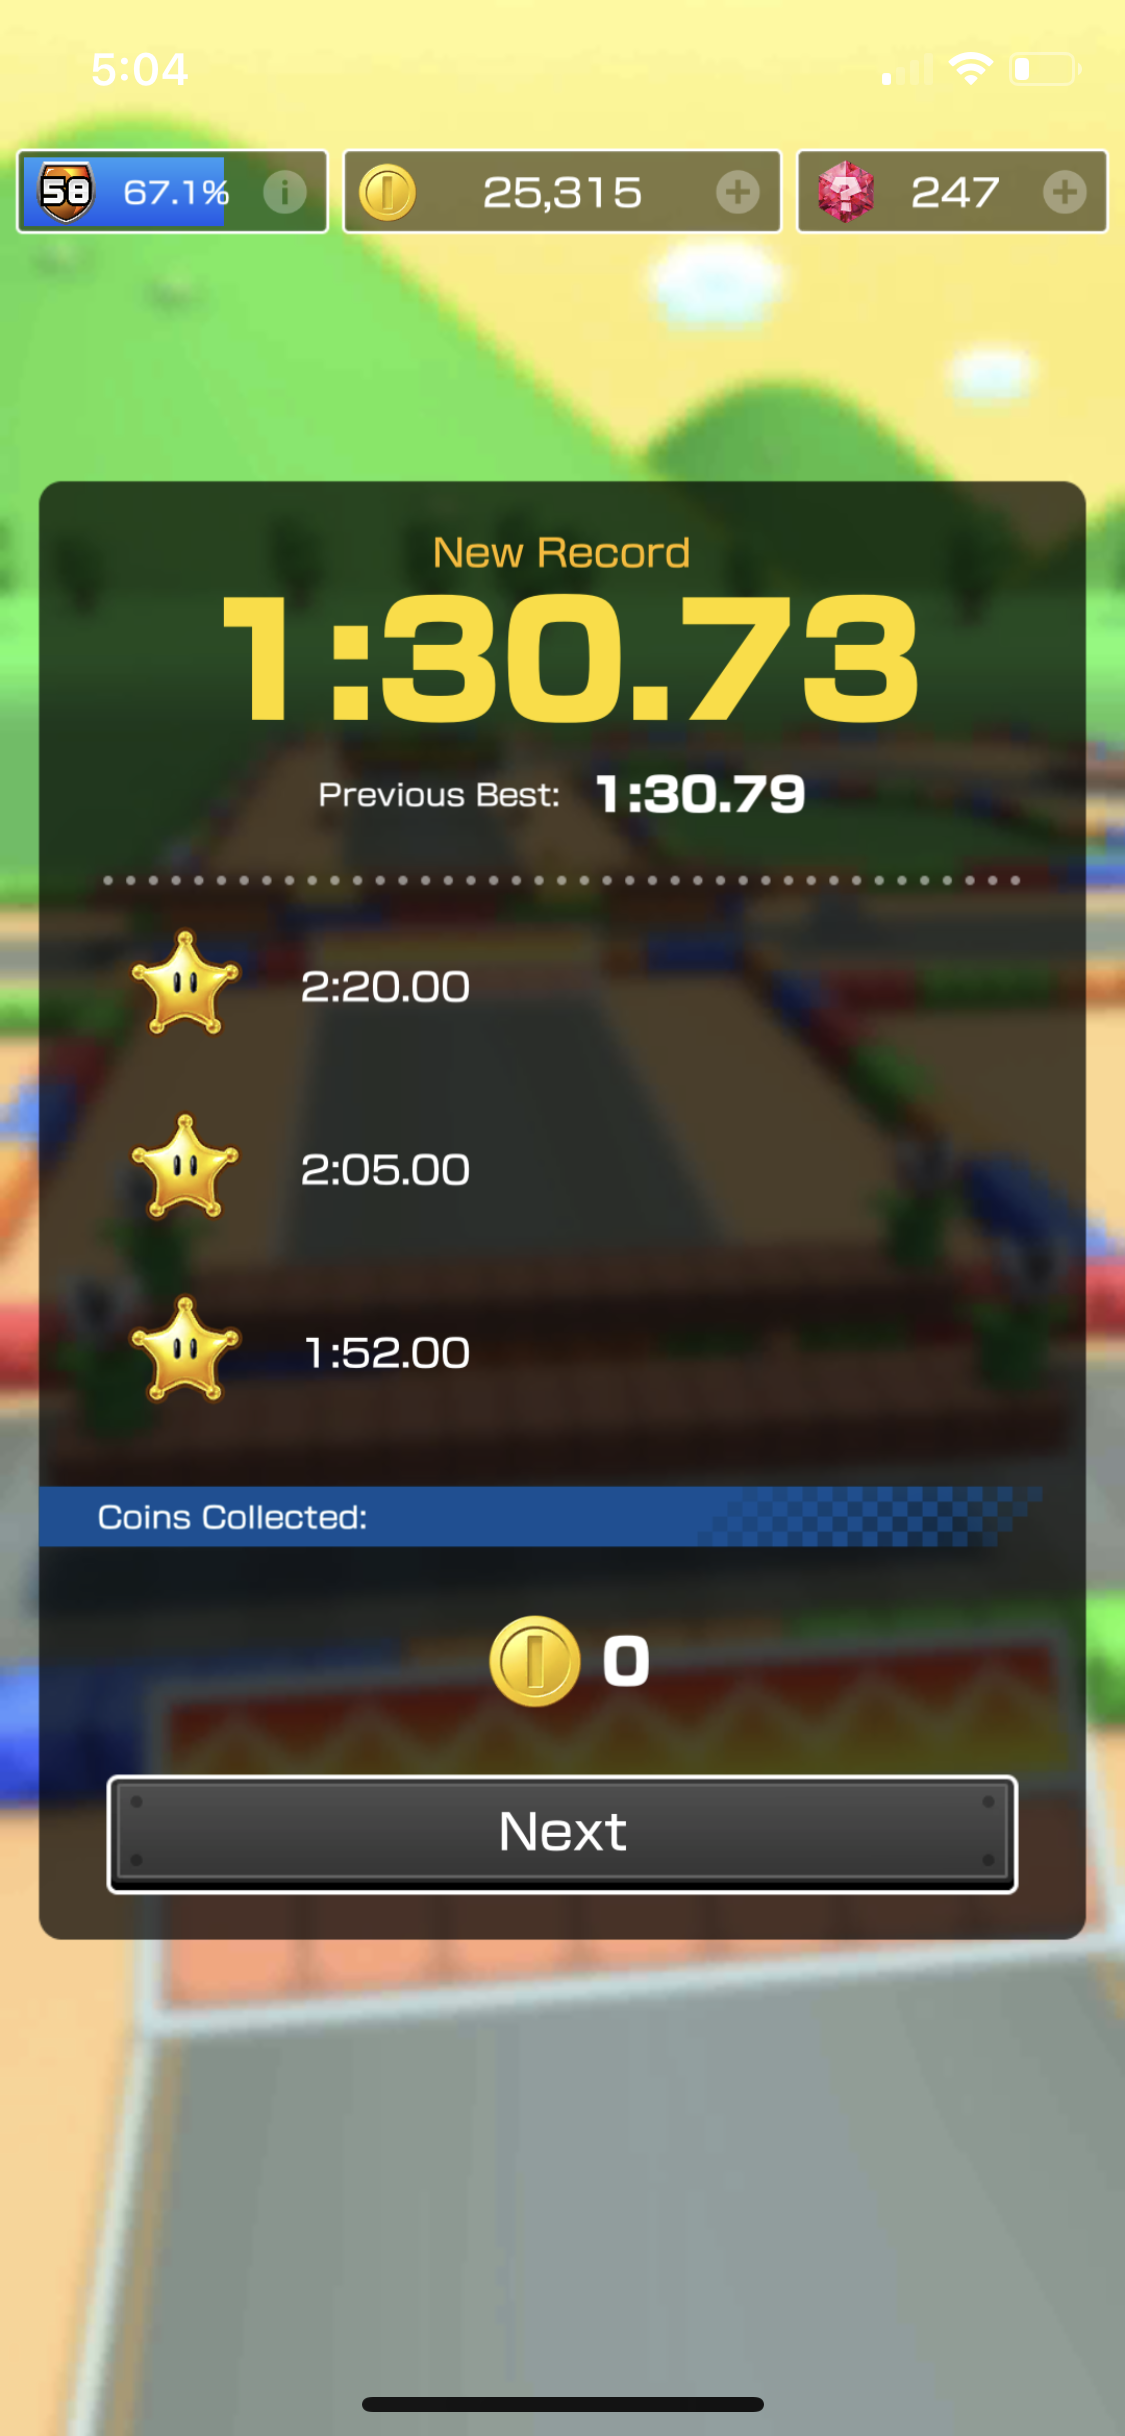 5:04
58 67.1% i 25,315 + ? 247 +
New Record
1:30.73
Previous Best: 1:30.79
2:20.00
2:05.00
1:52.00
Coins Collected:
0
Next